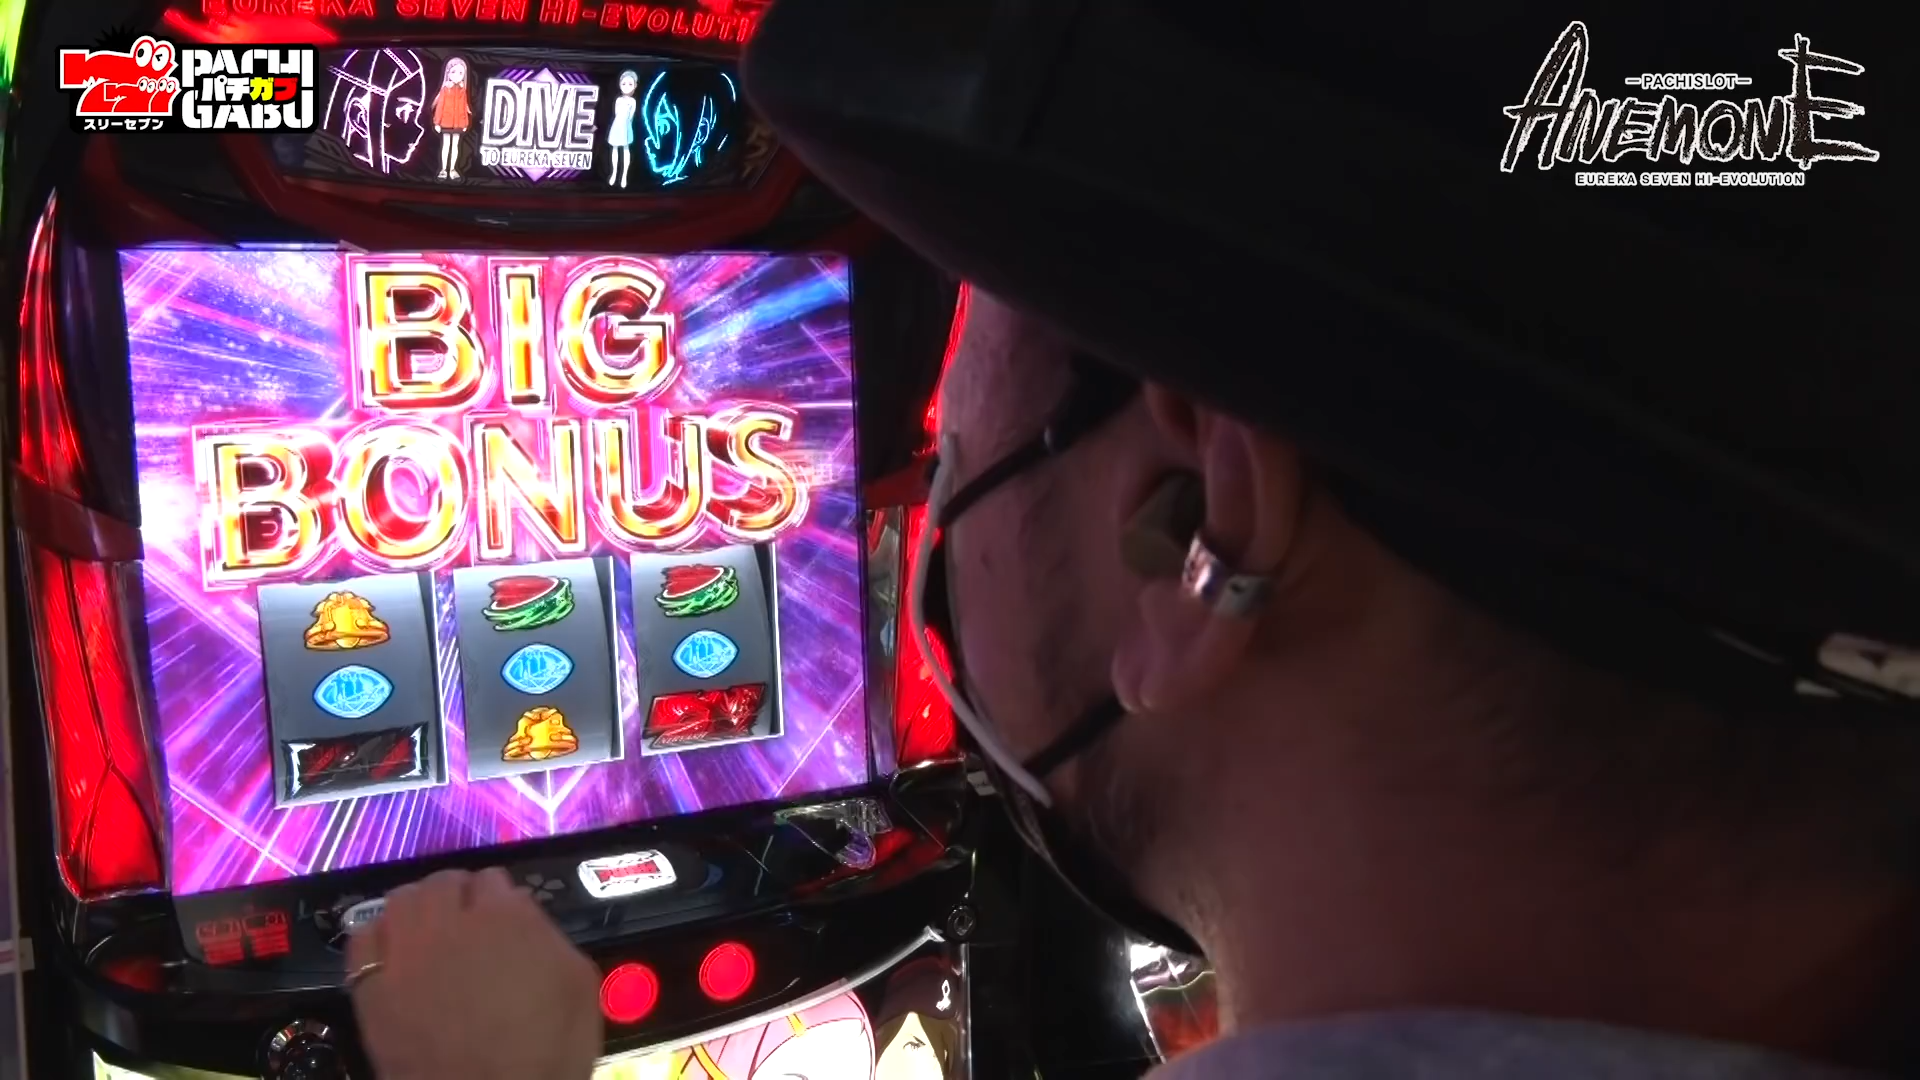 EUREKA SEVEN HI-EVOLUTI
PACHI
パチガブ
GABU
スリーセブン
DIVE
TO EUREKA SEVEN
PACHISLOT
ANEMONE
EUREKA SEVEN HI-EVOLUTION
BIG
BONUS